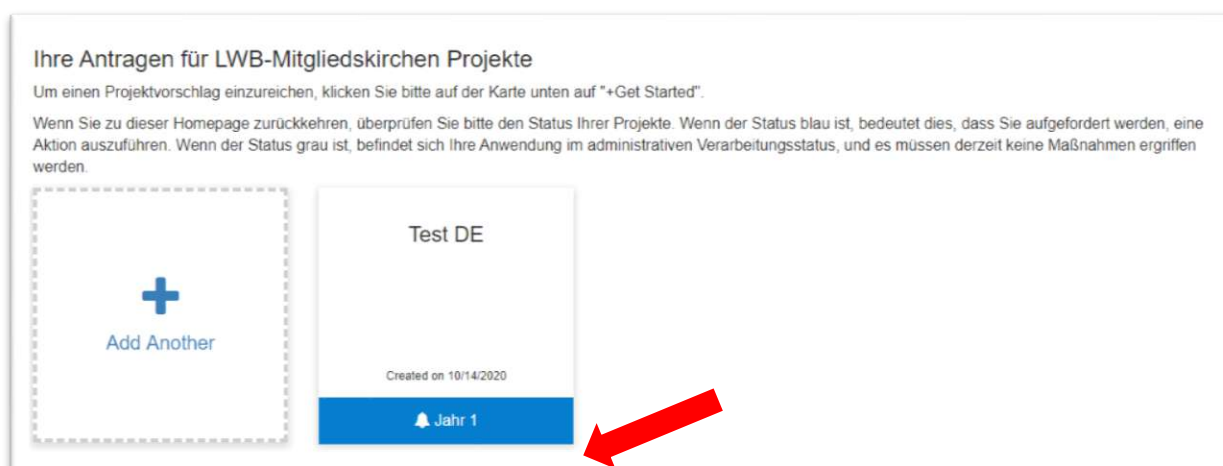 Ihre Antragen für LWB-Mitgliedskirchen Projekte
Um einen Projektvorschlag einzureichen, klicken Sie bitte auf der Karte unten auf "+Get Started".
Wenn Sie zu dieser Homepage zurückkehren, überprüfen Sie bitte den Status Ihrer Projekte. Wenn der Status blau ist, bedeutet dies, dass Sie aufgefordert werden, eine
Aktion auszuführen. Wenn der Status grau ist, befindet sich Ihre Anwendung im administrativen Verarbeitungsstatus, und es müssen derzeit keine Maßnahmen ergriffen
werden.
Add Another
Test DE
Created on 10/14/2020
Jahr 1